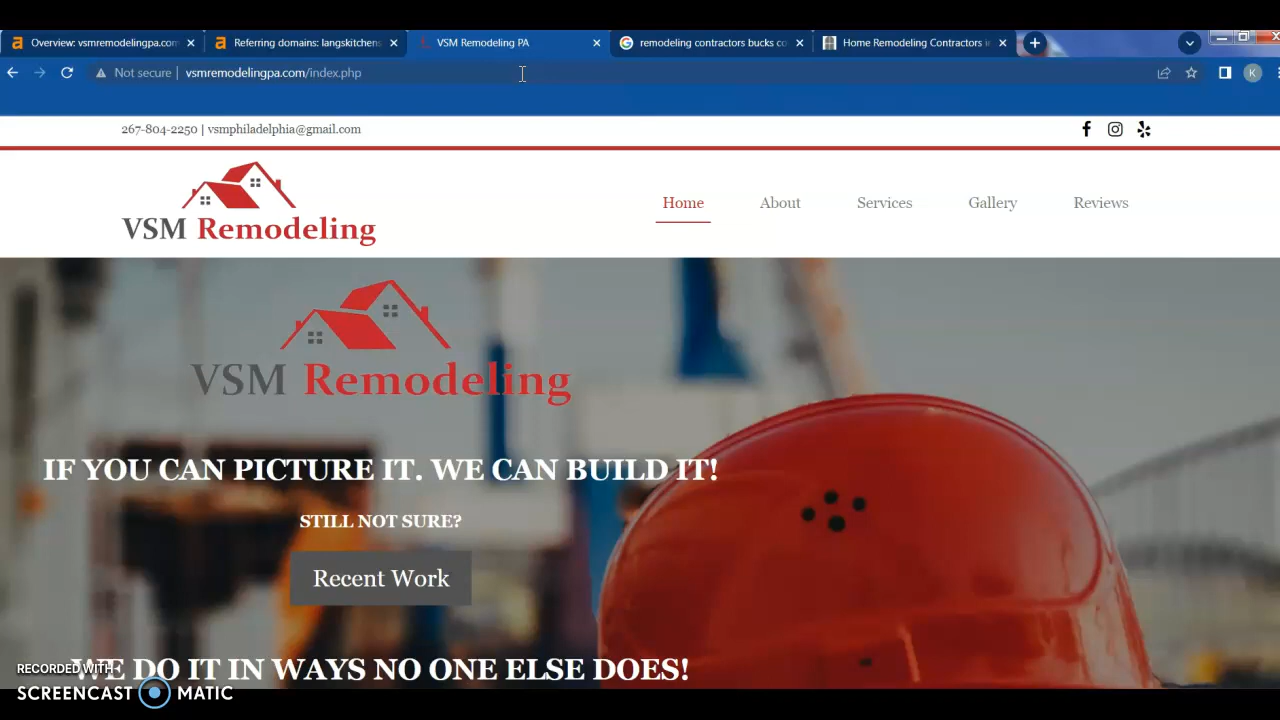 Overview: vsmremodelingpa.com
Referring domains: langskitchens
VSM Remodeling PA
remodeling contractors bucks co
Home Remodeling Contractors i
Not secure | vsmremodelingpa.com/index.php
K
267-804-2250 | vsmphiladelphia@gmail.com
VSM Remodeling
Home
About
Services
Gallery
Reviews
VSM Remodeling
IF YOU CAN PICTURE IT. WE CAN BUILD IT!
STILL NOT SURE?
Recent Work
WE DO IT IN WAYS NO ONE ELSE DOES!
RECORDED WITH
SCREENCAST MATIC